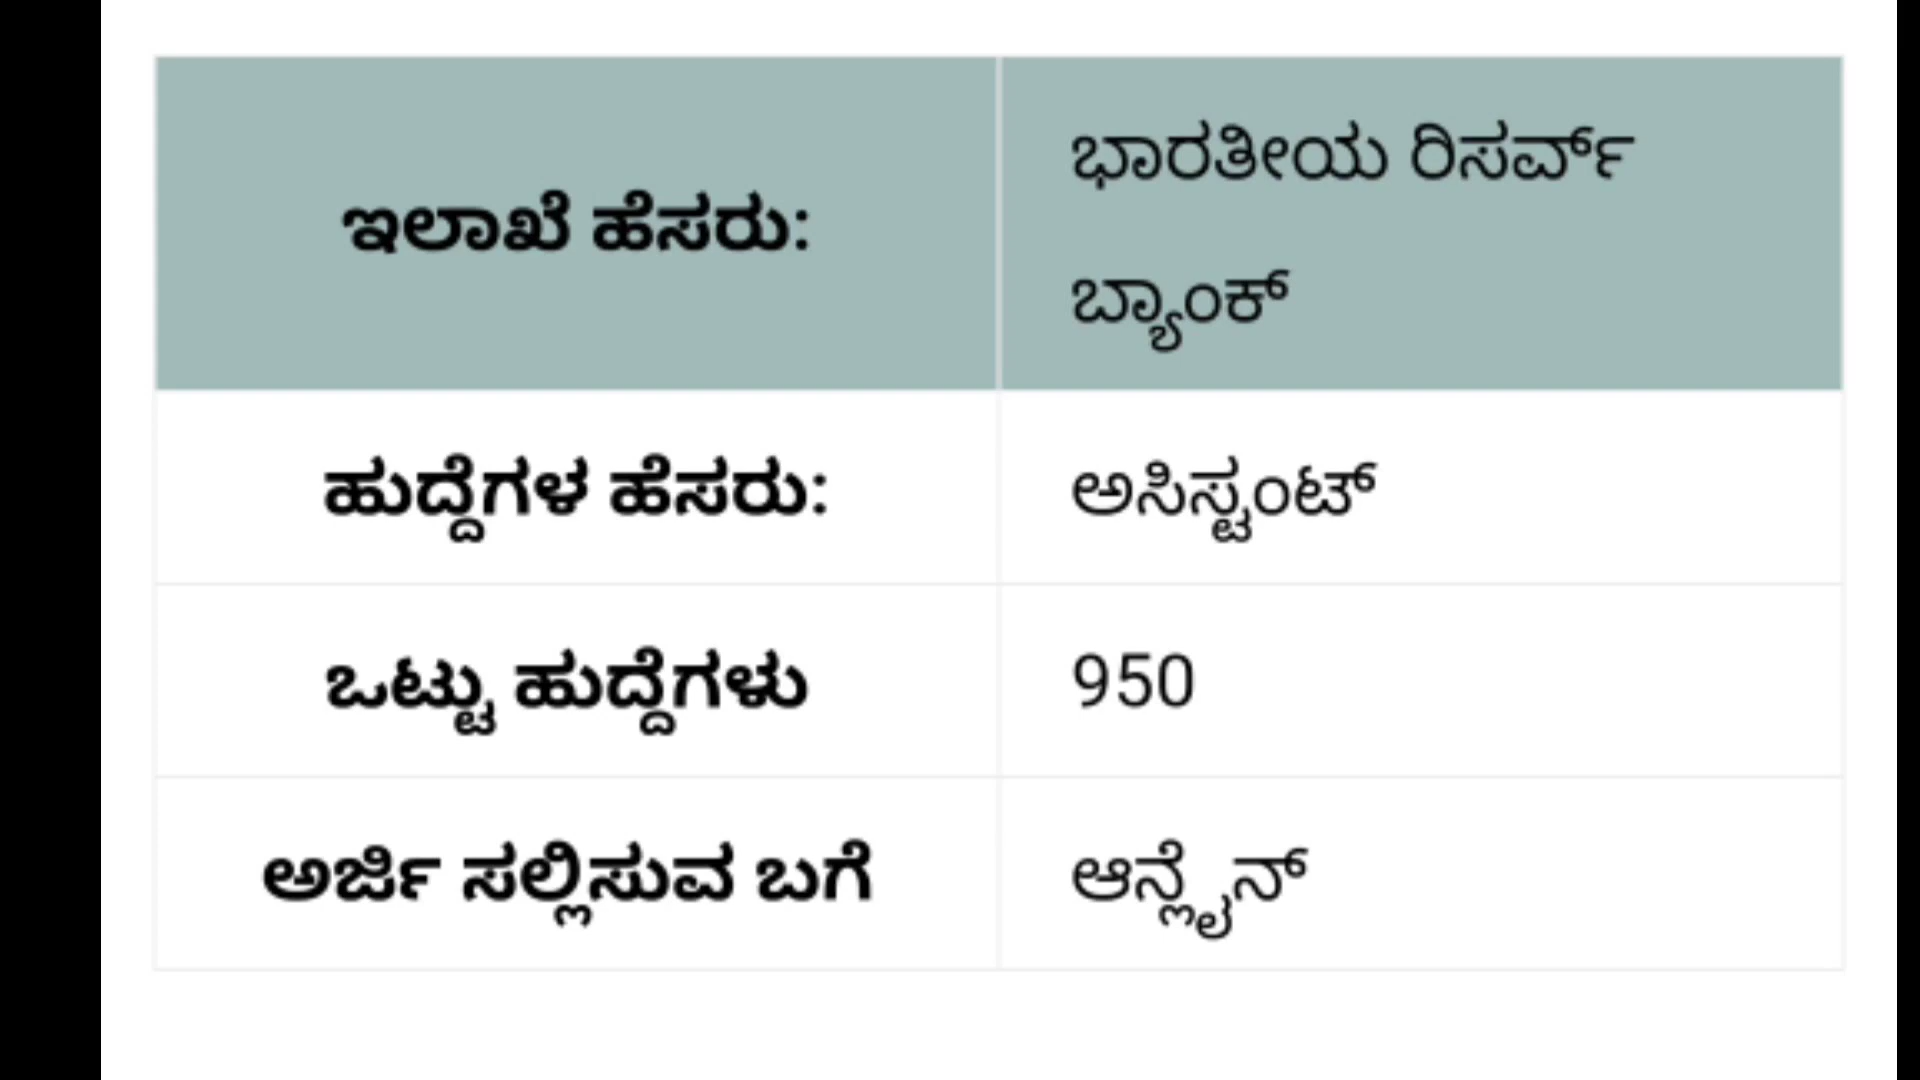 ಇಲಾಖೆ ಹೆಸರು:
ಭಾರತೀಯ ರಿಸರ್ವ್
ಬ್ಯಾಂಕ್
ಹುದ್ದೆಗಳ ಹೆಸರು:
ಅಸಿಸ್ಟಂಟ್
ಒಟ್ಟು ಹುದ್ದೆಗಳು
950
ಅರ್ಜಿ ಸಲ್ಲಿಸುವ ಬಗೆ
ಆನ್ಲೈನ್